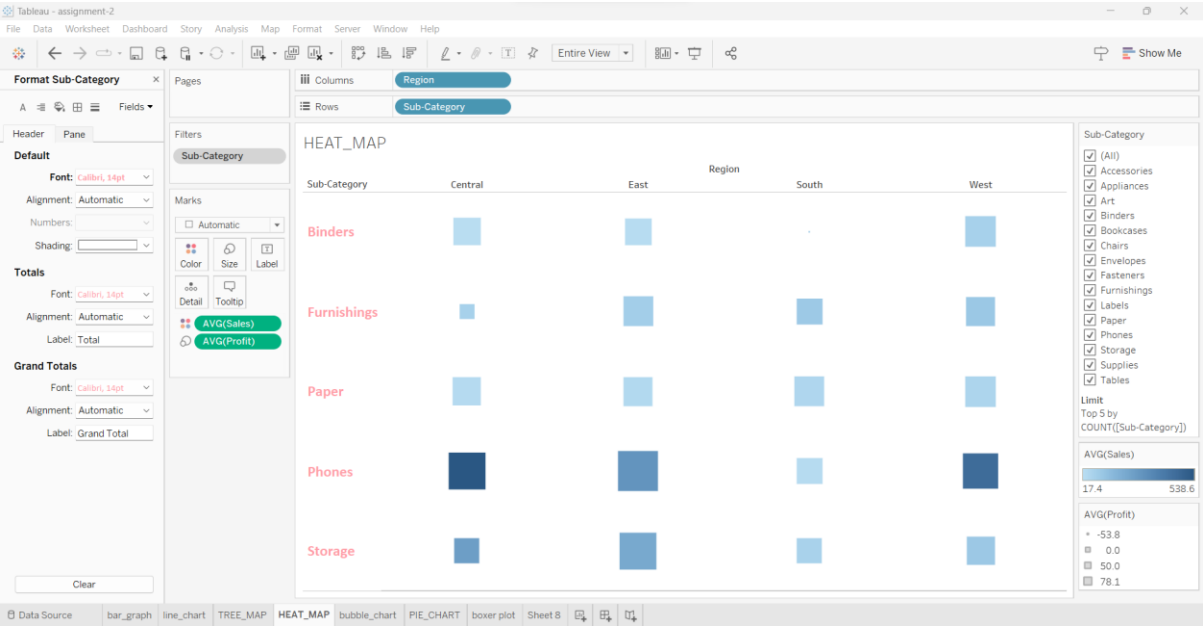 Tableau - assignment-2
File Data Worksheet Dashboard Story Analysis Map Format Server Window Help
Entire View
Show Me
Format Sub-Category ×
Fields
Header Pane
Default
Font: Calibri, 14pt
Alignment: Automatic
Numbers:
Shading:
Totals
Font: Calibri, 14pt
Alignment: Automatic
Label: Total
Grand Totals
Font: Calibri, 14pt
Alignment: Automatic
Label: Grand Total
Clear
Pages
Filters
Sub-Category
Marks
Automatic
Color Size Label
Detail Tooltip
AVG(Sales)
AVG(Profit)
Columns Region
Rows Sub-Category
HEAT_MAP
Region
Sub-Category Central East South West
Binders
Furnishings
Paper
Phones
Storage
Sub-Category
(All)
Accessories
Appliances
Art
Binders
Bookcases
Chairs
Envelopes
Fasteners
Furnishings
Labels
Paper
Phones
Storage
Supplies
Tables
Limit
Top 5 by
COUNT([Sub-Category])
AVG(Sales)
17.4 538.6
AVG(Profit)
-53.8
0.0
50.0
78.1
Data Source bar_graph line_chart TREE_MAP HEAT_MAP bubble_chart PIE_CHART boxer plot Sheet 8